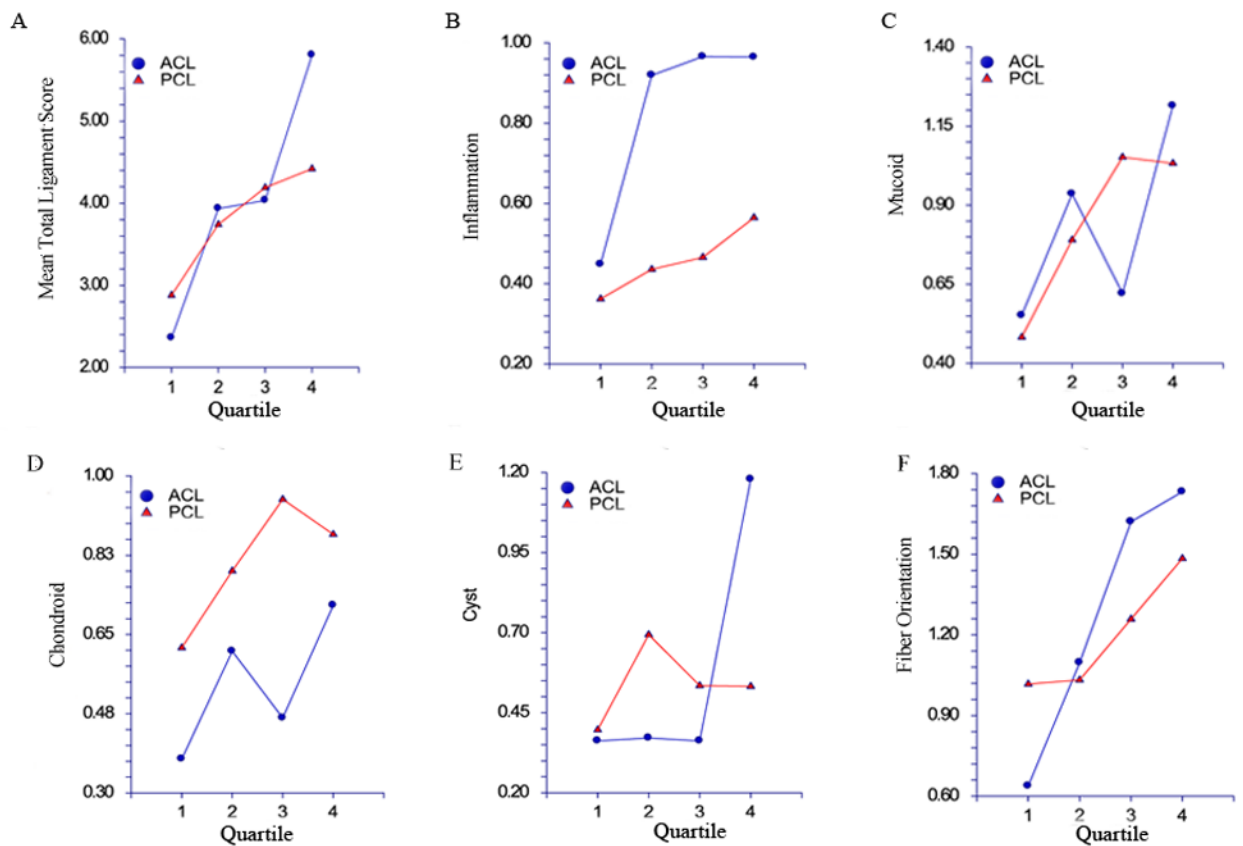 A
Mean Total Ligament Score
6.00
5.00
4.00
3.00
2.00
ACL
PCL
1 2 3 4
Quartile
B
Inflammation
1.00
0.80
0.60
0.40
0.20
ACL
PCL
1 2 3 4
Quartile
C
Mucoid
1.40
1.15
0.90
0.65
0.40
ACL
PCL
1 2 3 4
Quartile
D
Chondroid
1.00
0.83
0.65
0.48
0.30
ACL
PCL
1 2 3 4
Quartile
E
Cyst
1.20
0.95
0.70
0.45
0.20
ACL
PCL
1 2 3 4
Quartile
F
Fiber Orientation
1.80
1.50
1.20
0.90
0.60
ACL
PCL
1 2 3 4
Quartile